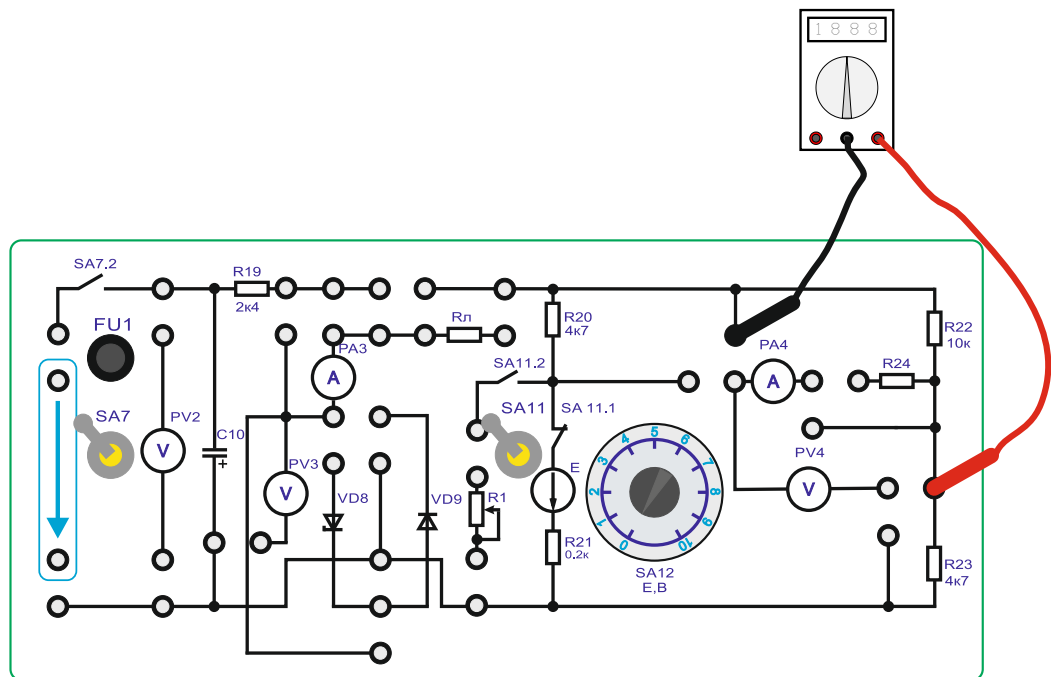 1888
SA7.2
R19
2к4
FU1
SA7
PV2
V
C10
+
Rл
PA3
A
PV3
V
VD8
VD9
R1
R20
4к7
SA11.2
SA11
SA 11.1
E
R21
0.2к
0
1
2
3
4
5
6
7
8
9
10
SA12
E,B
PA4
A
R24
R22
10к
PV4
V
R23
4к7